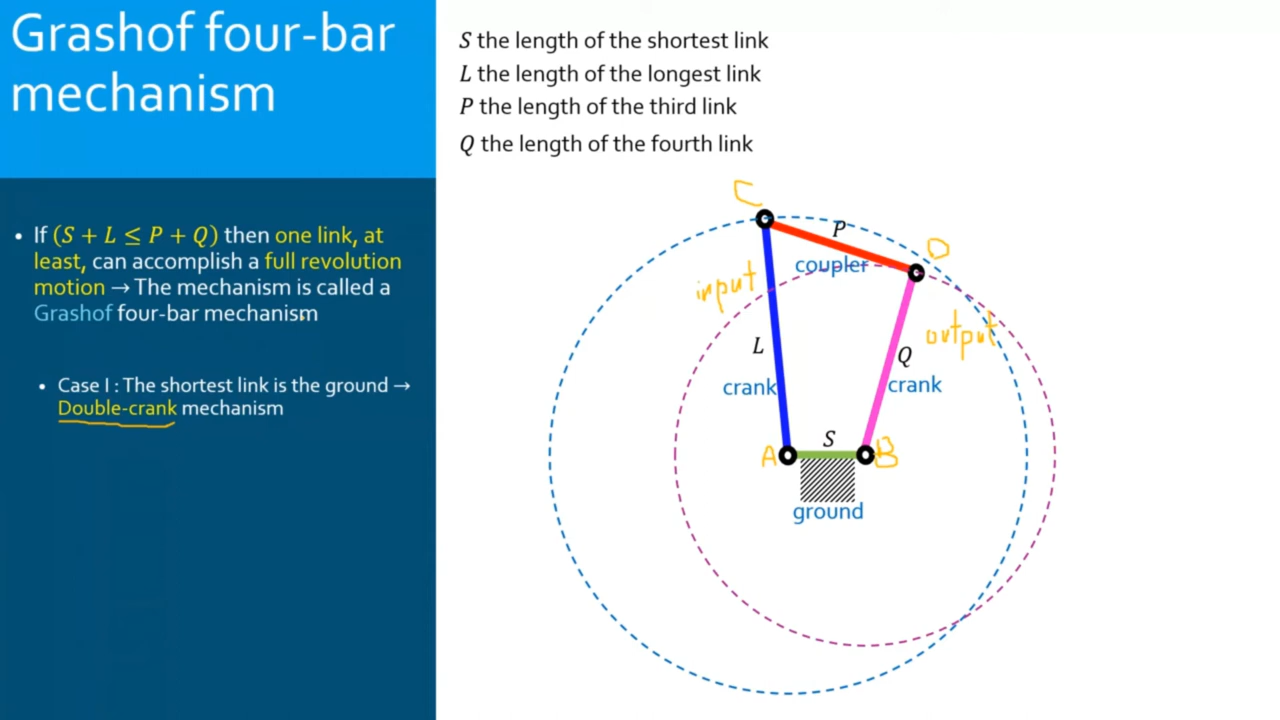 Grashof four-bar
mechanism
• If (S + L ≤ P + Q) then one link, at
least, can accomplish a full revolution
motion → The mechanism is called a
Grashof four-bar mechanism
• Case I : The shortest link is the ground →
Double-crank mechanism
S the length of the shortest link
L the length of the longest link
P the length of the third link
Q the length of the fourth link
C
P
D
coupler
input
output
L
Q
crank
crank
S
A
B
ground